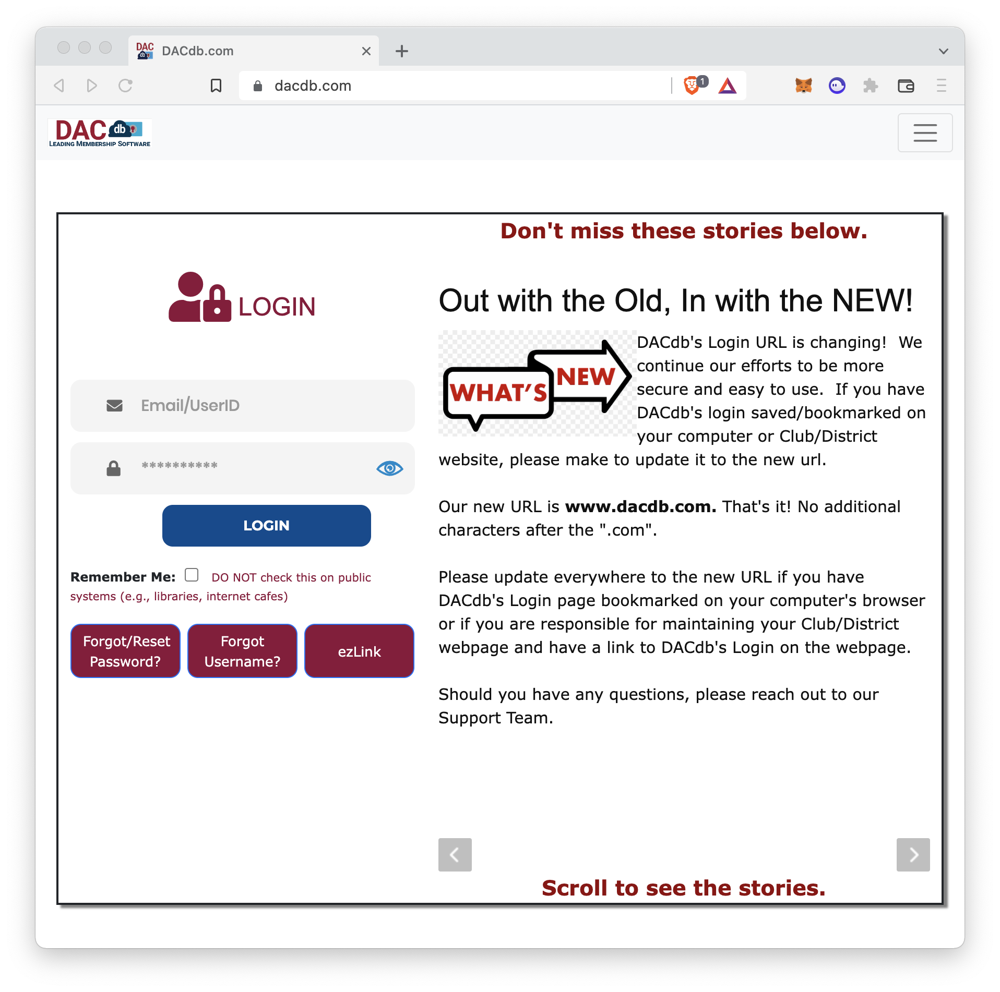 DAC
db
DACdb.com
dacdb.com
1
DAC db
LEADING MEMBERSHIP SOFTWARE
LOGIN
Email/UserID
**********
LOGIN
Remember Me: DO NOT check this on public
systems (e.g., libraries, internet cafes)
Forgot/Reset
Password?
Forgot
Username?
ezLink
Don't miss these stories below.
Out with the Old, In with the NEW!
WHAT'S NEW
DACdb's Login URL is changing!  We
continue our efforts to be more
secure and easy to use.  If you have
DACdb's login saved/bookmarked on
your computer or Club/District
website, please make to update it to the new url.
Our new URL is www.dacdb.com. That's it! No additional
characters after the ".com".
Please update everywhere to the new URL if you have
DACdb's Login page bookmarked on your computer's browser
or if you are responsible for maintaining your Club/District
webpage and have a link to DACdb's Login on the webpage.
Should you have any questions, please reach out to our
Support Team.
Scroll to see the stories.